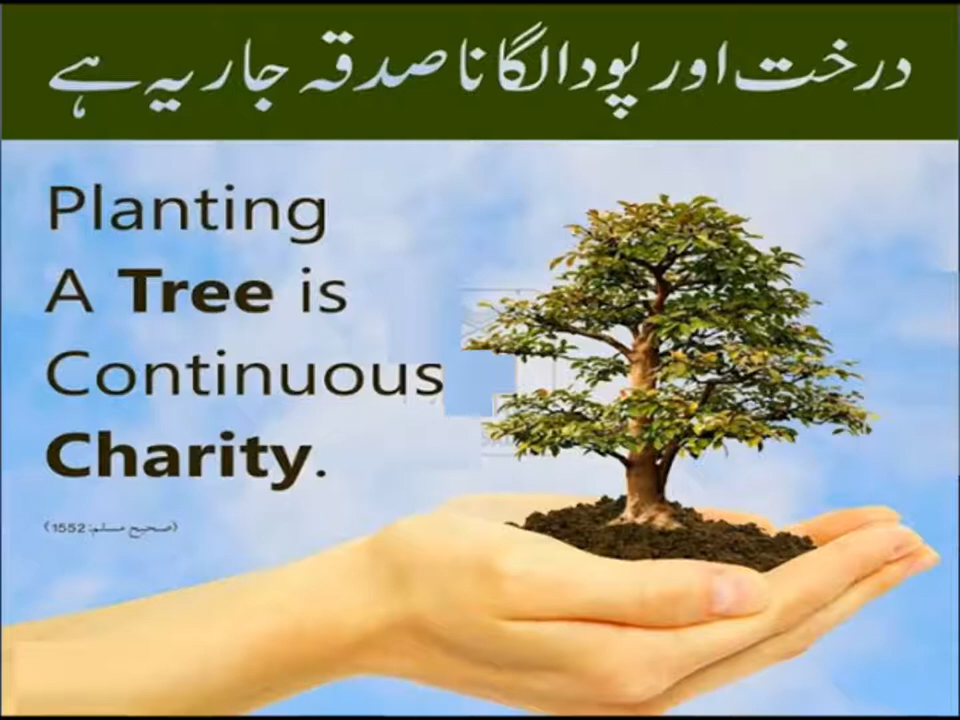 درخت اور پودا لگانا صدقہ جاریہ ہے
Planting
A Tree is
Continuous
Charity.
(صحیح مسلم: 1552)